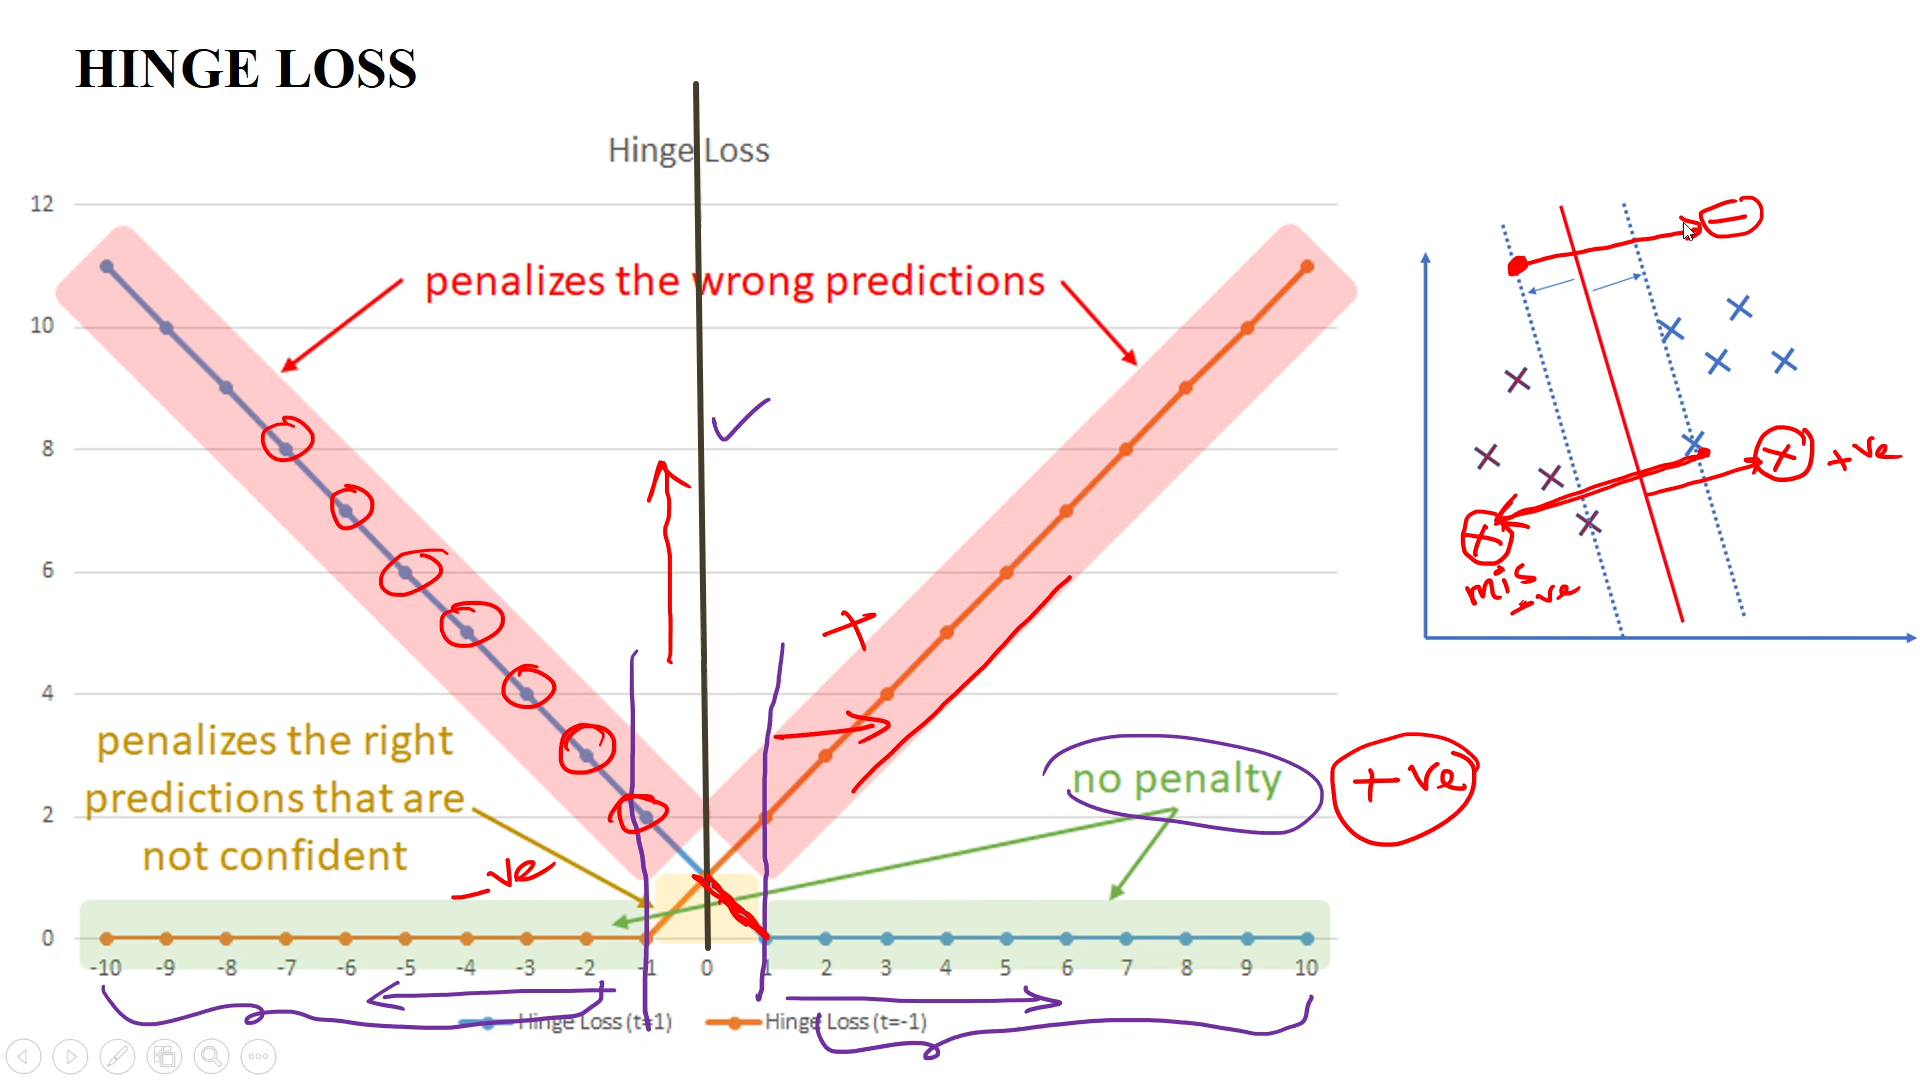 HINGE LOSS
Hinge Loss
12
10
8
6
4
2
0
penalizes the wrong predictions
penalizes the right
predictions that are
not confident
no penalty
+ve
-ve
+
-10 -9 -8 -7 -6 -5 -4 -3 -2 -1 0 1 2 3 4 5 6 7 8 9 10
Hinge Loss (t=1) Hinge Loss (t=-1)
−
+ +ve
+
mis
-ve